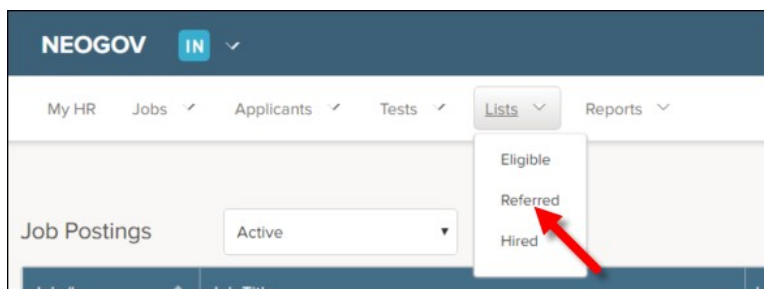 NEOGOV IN
My HR Jobs Applicants Tests Lists Reports
Eligible
Referred
Hired
Job Postings Active